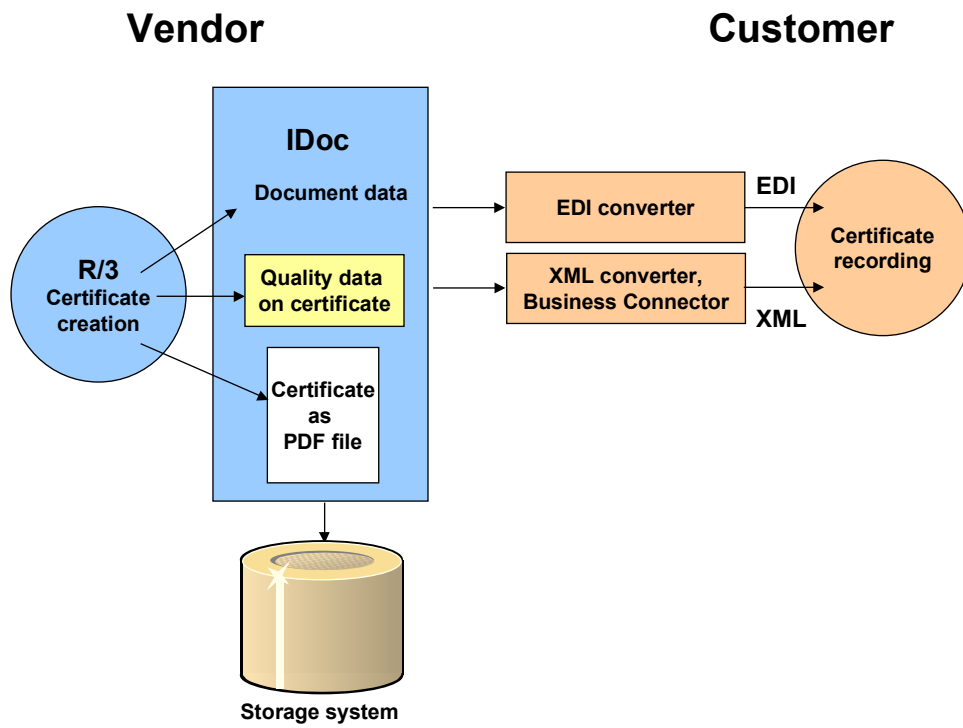 Vendor
Customer
IDoc
Document data
R/3
Certificate
creation
Quality data
on certificate
Certificate
as
PDF file
EDI converter
XML converter,
Business Connector
EDI
XML
Certificate
recording
Storage system